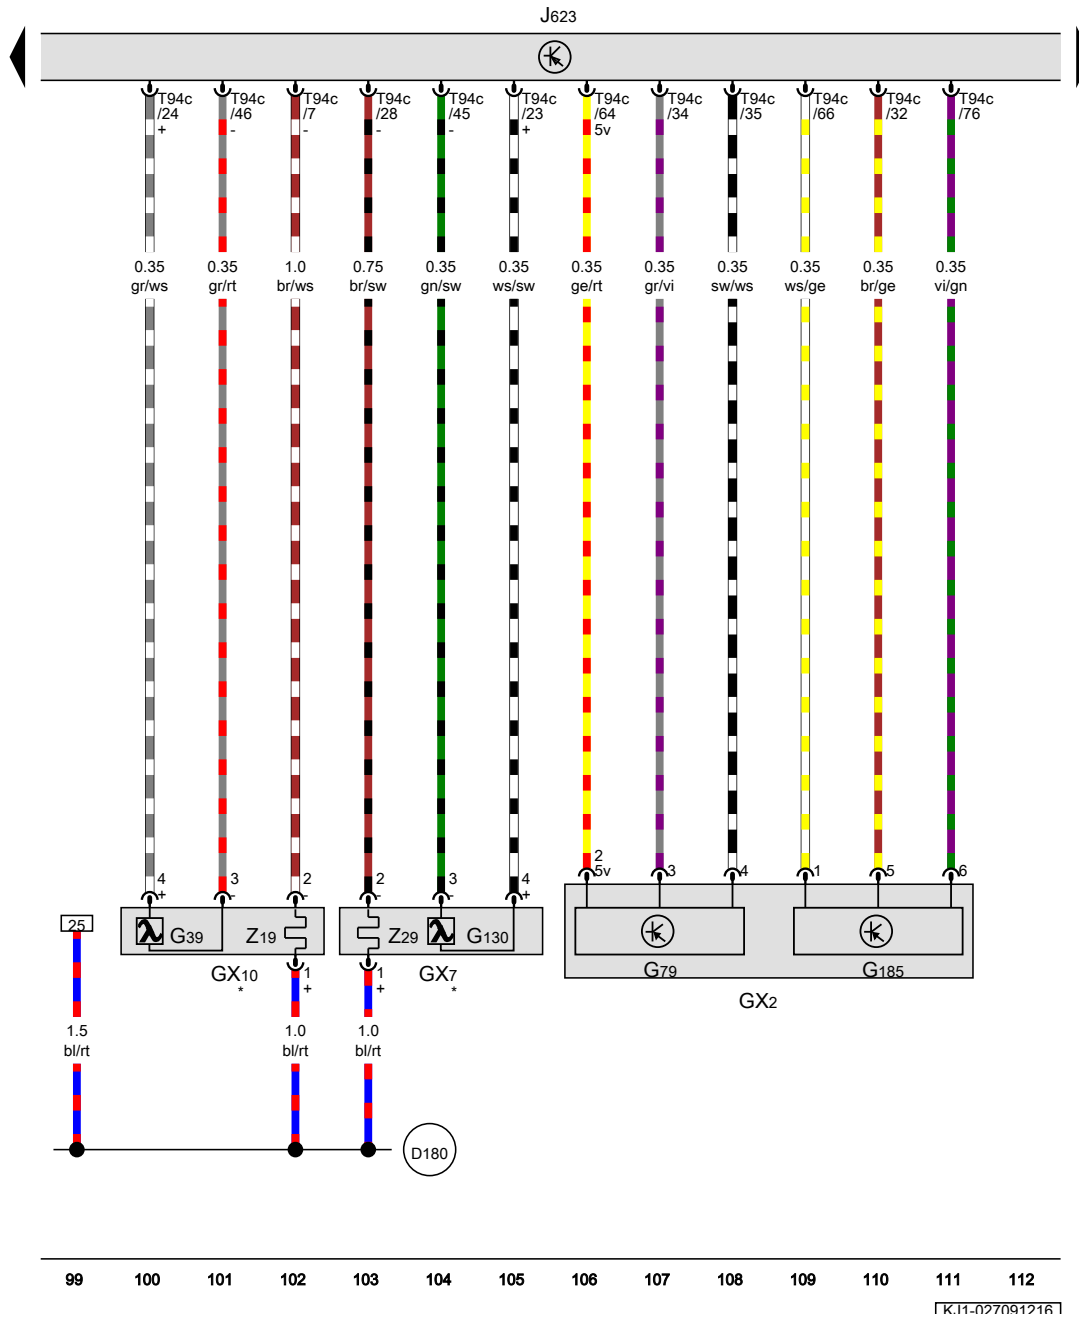 J623
T94c T94c T94c T94c T94c T94c T94c T94c T94c T94c T94c T94c
/24 /46 /7 /28 /45 /23 /64 /34 /35 /66 /32 /76
+ - - - - + 5v
0.35 0.35 1.0 0.75 0.35 0.35 0.35 0.35 0.35 0.35 0.35 0.35
gr/ws gr/rt br/ws br/sw gn/sw ws/sw ge/rt gr/vi sw/ws ws/ge br/ge vi/gn
2
5v 3 4 1 5 6
4 3 2 2 3 4
+ - - - - +
25 G39 Z19 Z29 G130
G79 G185
GX10 1 1 GX7
* + + *
GX2
1.5 1.0 1.0
bl/rt bl/rt bl/rt
D180
99 100 101 102 103 104 105 106 107 108 109 110 111 112
KJ1-027091216